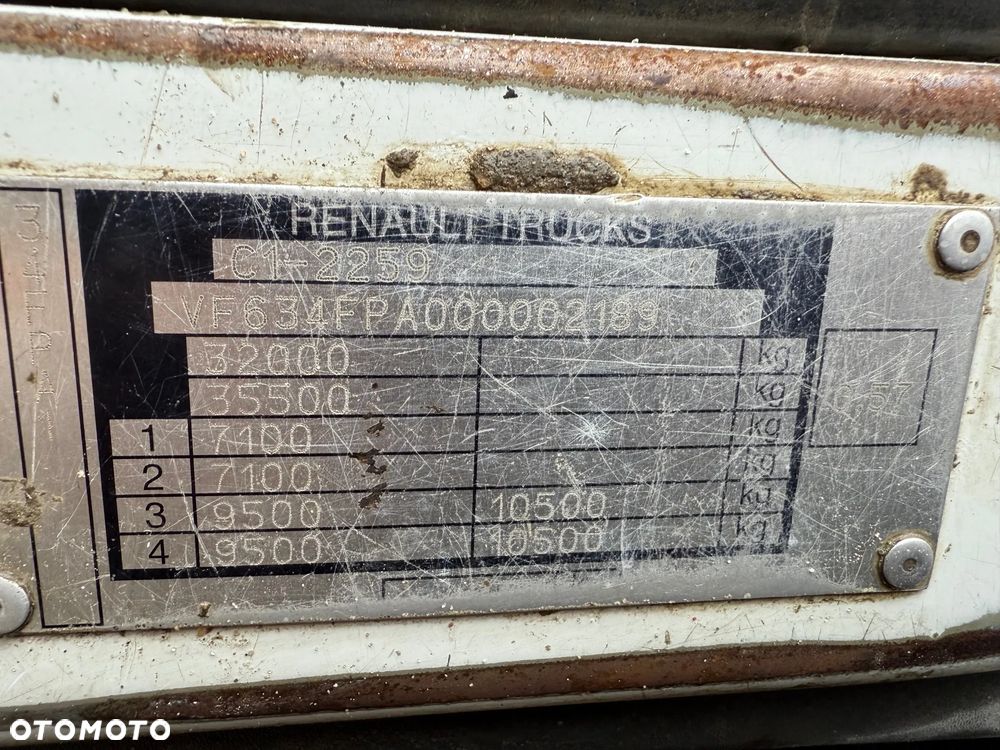 RENAULT TRUCKS
C1-2259
VF634FPA000002189
32000 kg
35500 kg
1 7100 kg
2 7100 kg
3 9500 10500 kg
4 9500 10500 kg
OTOMOTO